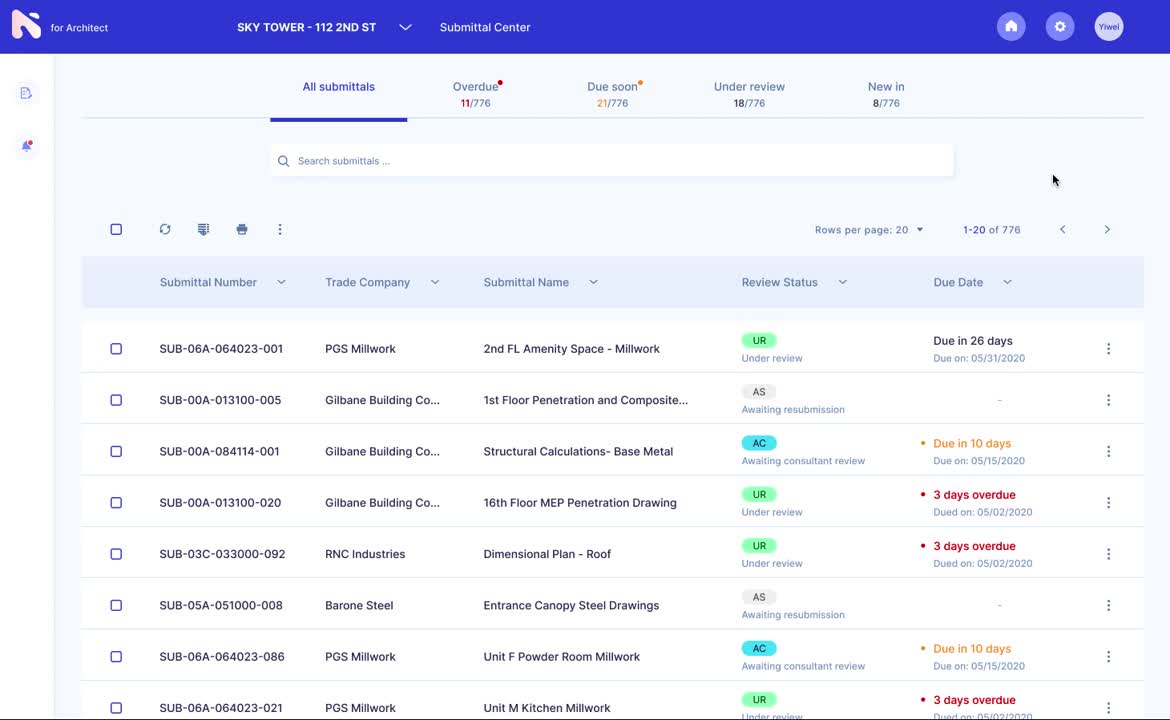 for Architect
SKY TOWER - 112 2ND ST
Submittal Center
Yiwei
All submittals
Overdue
11/776
Due soon
21/776
Under review
18/776
New in
8/776
Search submittals ...
Rows per page: 20
1-20 of 776
Submittal Number Trade Company Submittal Name Review Status Due Date
SUB-06A-064023-001 PGS Millwork 2nd FL Amenity Space - Millwork UR Due in 26 days
Under review Due on: 05/31/2020
SUB-00A-013100-005 Gilbane Building Co... 1st Floor Penetration and Composite... AS -
Awaiting resubmission
SUB-00A-084114-001 Gilbane Building Co... Structural Calculations- Base Metal AC Due in 10 days
Awaiting consultant review Due on: 05/15/2020
SUB-00A-013100-020 Gilbane Building Co... 16th Floor MEP Penetration Drawing UR 3 days overdue
Under review Dued on: 05/02/2020
SUB-03C-033000-092 RNC Industries Dimensional Plan - Roof UR 3 days overdue
Under review Dued on: 05/02/2020
SUB-05A-051000-008 Barone Steel Entrance Canopy Steel Drawings AS -
Awaiting resubmission
SUB-06A-064023-086 PGS Millwork Unit F Powder Room Millwork AC Due in 10 days
Awaiting consultant review Due on: 05/15/2020
SUB-06A-064023-021 PGS Millwork Unit M Kitchen Millwork UR 3 days overdue
Under review Dued on: 05/02/2020